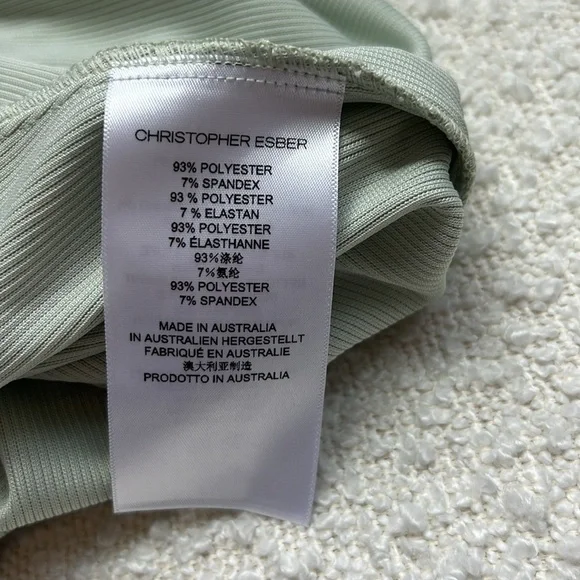 CHRISTOPHER ESBER
93% POLYESTER
7% SPANDEX
93 % POLYESTER
7 % ELASTAN
93% POLYESTER
7% ÉLASTHANNE
93%涤纶
7%氨纶
93% POLYESTER
7% SPANDEX
MADE IN AUSTRALIA
IN AUSTRALIEN HERGESTELLT
FABRIQUÉ EN AUSTRALIE
澳大利亚制造
PRODOTTO IN AUSTRALIA